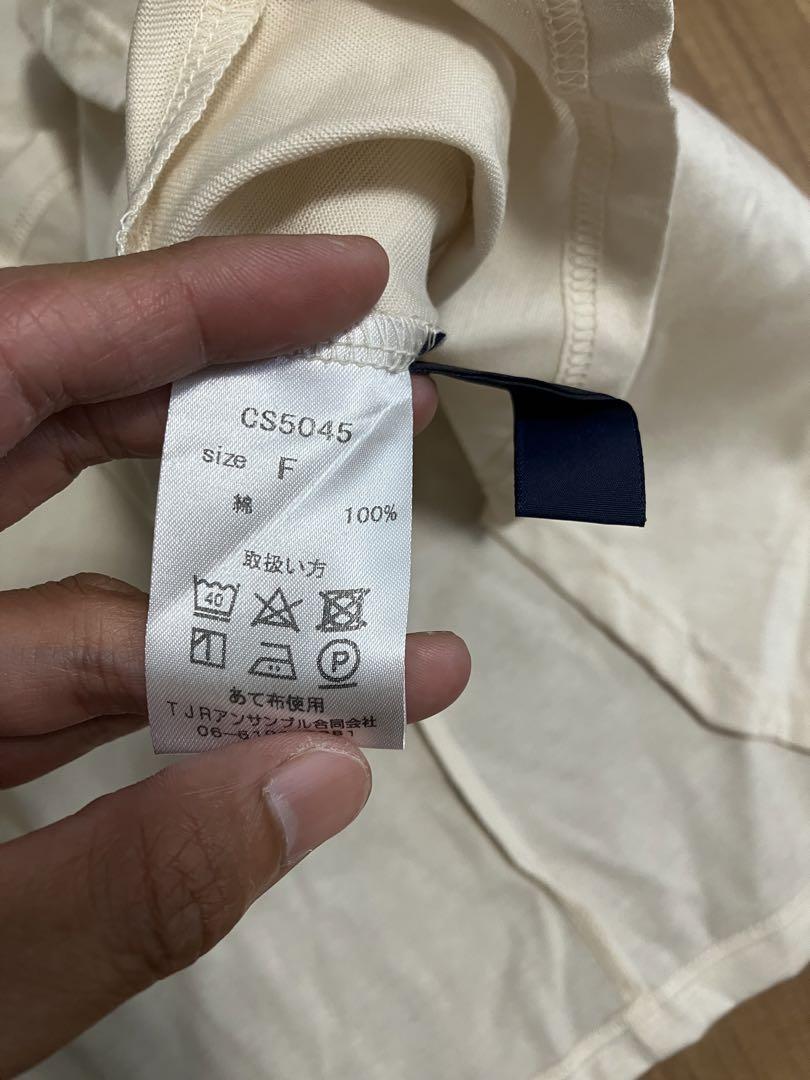 CS5045
size F
綿 100%
取扱い方
40
P
あて布使用
TJRアンサンブル合同会社